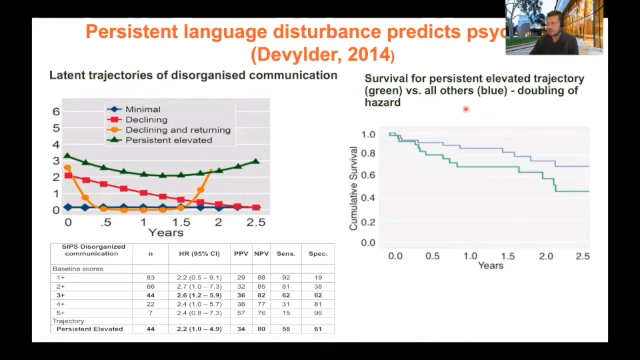 Persistent language disturbance predicts psyc
(Devylder, 2014)
Latent trajectories of disorganised communication
Survival for persistent elevated trajectory
(green) vs. all others (blue) - doubling of
hazard
Minimal
Declining
Declining and returning
Persistent elevated
6
5
4
3
2
1
0
0 .5 1 1.5 2 2.5
Years
1.0
0.8
0.6
0.4
0.2
0.0
Cumulative Survival
0.0 0.5 1.0 1.5 2.0 2.5
Years
SIPS Disorganized
communication n HR (95% CI) PPV NPV Sens. Spec.
Baseline scores
1+ 83 2.2 (0.5 – 9.1) 29 88 92 19
2+ 66 2.7 (1.0 – 7.3) 32 85 81 38
3+ 44 2.6 (1.2 – 5.9) 36 82 62 62
4+ 22 2.4 (1.0 – 5.7) 36 77 31 81
5+ 7 2.4 (0.8 – 7.3) 57 76 15 96
Trajectory
Persistent Elevated 44 2.2 (1.0 – 4.9) 34 80 58 61